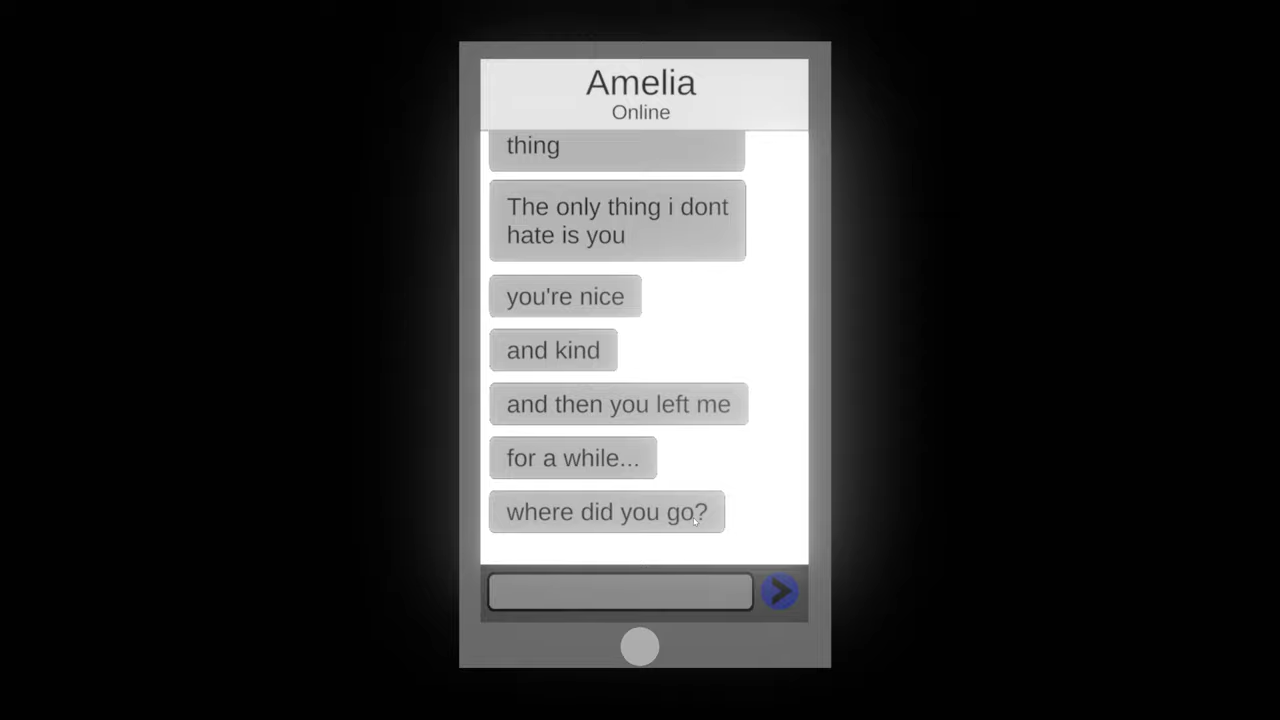 Amelia
Online
thing
The only thing i dont
hate is you
you're nice
and kind
and then you left me
for a while...
where did you go?